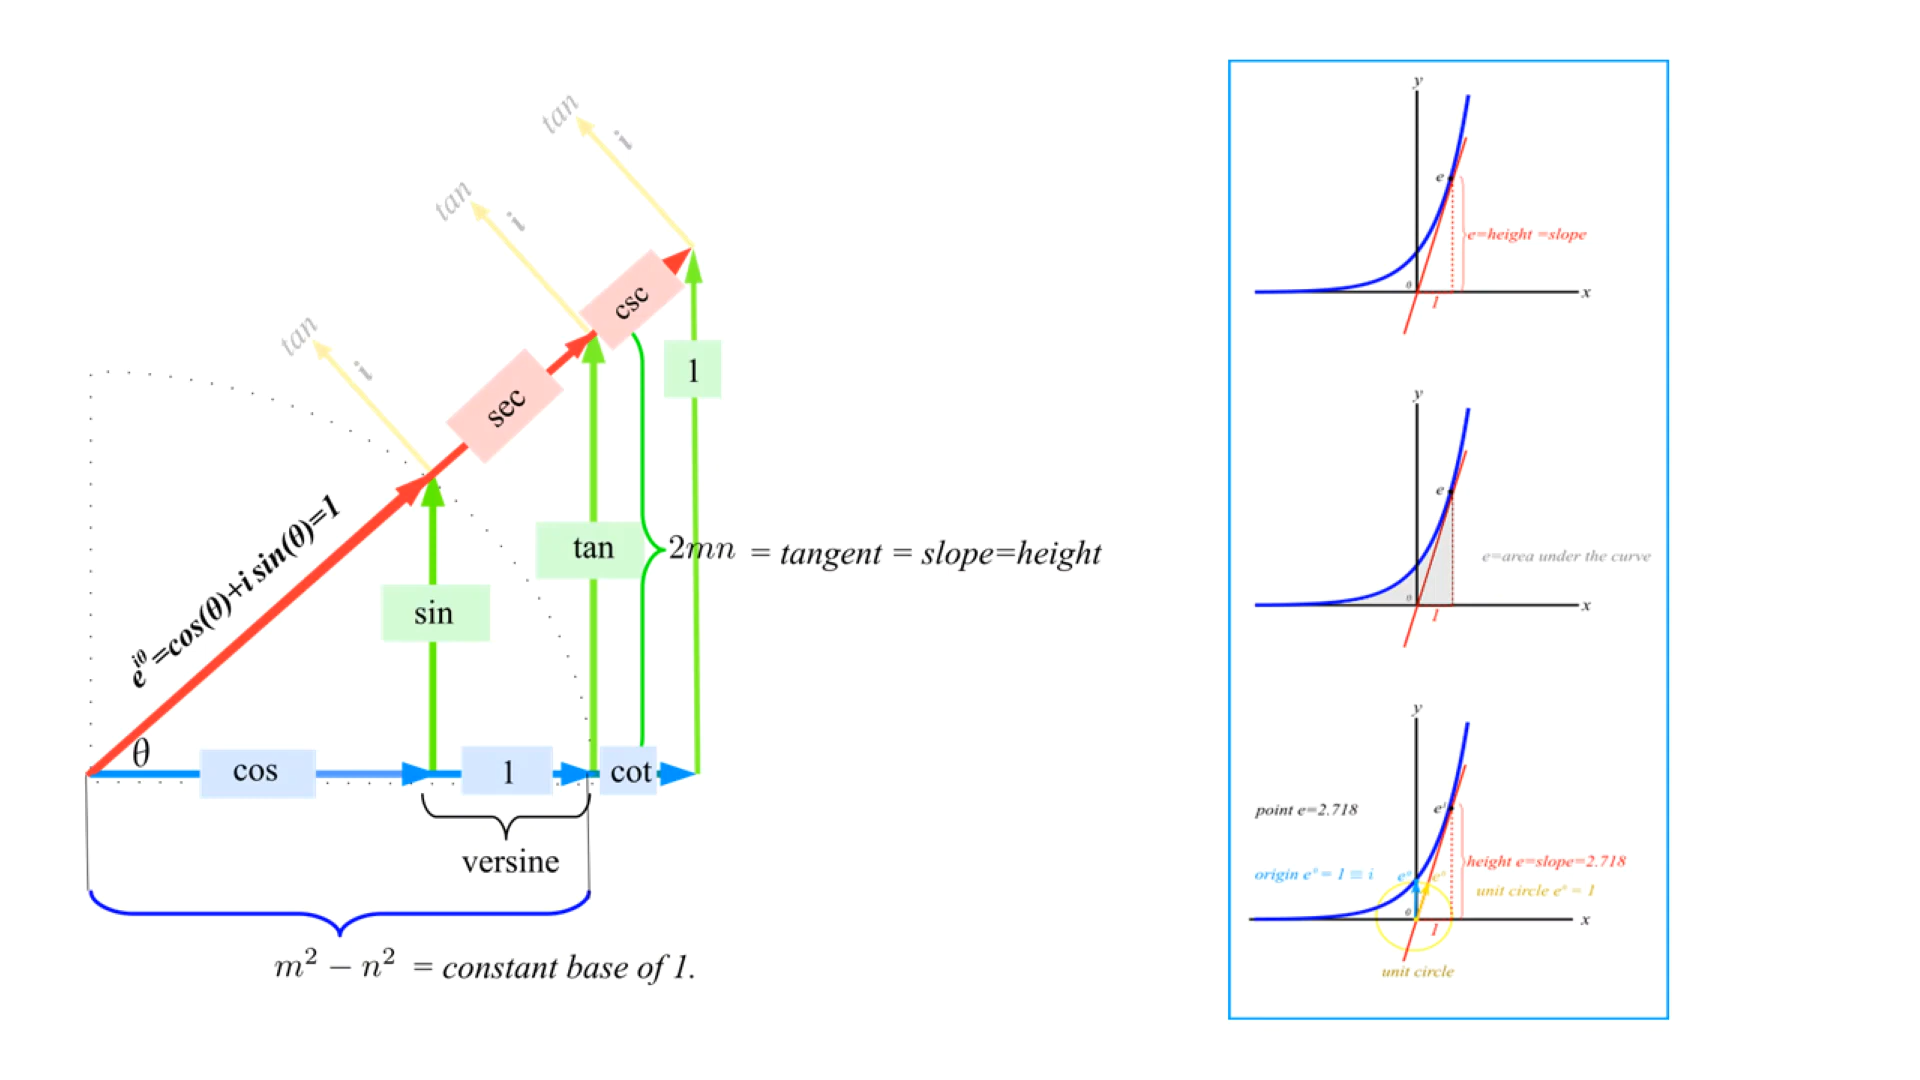 tan
i
tan
i
tan
i
csc
1
sec
e^{iθ}=cos(θ)+i sin(θ)=1
tan
2mn = tangent = slope=height
sin
θ
cos
1
cot
versine
m² − n² = constant base of 1.
y
e
e=height =slope
0
1
x
y
e
e=area under the curve
0
1
x
y
point e=2.718
e¹
height e=slope=2.718
origin e⁰ = 1 ≡ i
e⁰
unit circle
0
1
x
unit circle